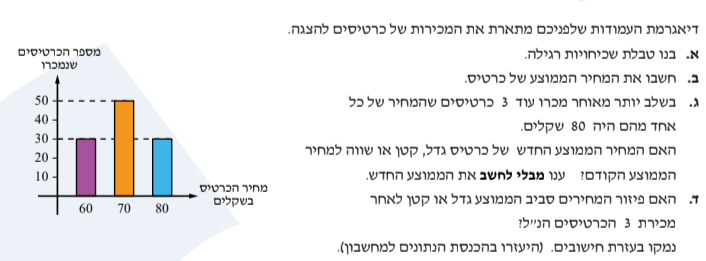 דיאגרמת העמודות שלפניכם מתארת את המכירות של כרטיסים להצגה.
א. בנו טבלת שכיחויות רגילה.
ב. חשבו את המחיר הממוצע של כרטיס.
ג. בשלב יותר מאוחר מכרו עוד 3 כרטיסים שהמחיר של כל
אחד מהם היה 80 שקלים.
האם המחיר הממוצע החדש של כרטיס גדל, קטן או שווה למחיר
הממוצע הקודם? ענו מבלי לחשב את הממוצע החדש.
ד. האם פיזור המחירים סביב הממוצע גדל או קטן לאחר
מכירת 3 הכרטיסים הנ״ל?
נמקו בעזרת חישובים. (היעזרו בהכנסת הנתונים למחשבון).
מספר הכרטיסים
שנמכרו
50
40
30
20
10
60 70 80
מחיר הכרטיס
בשקלים